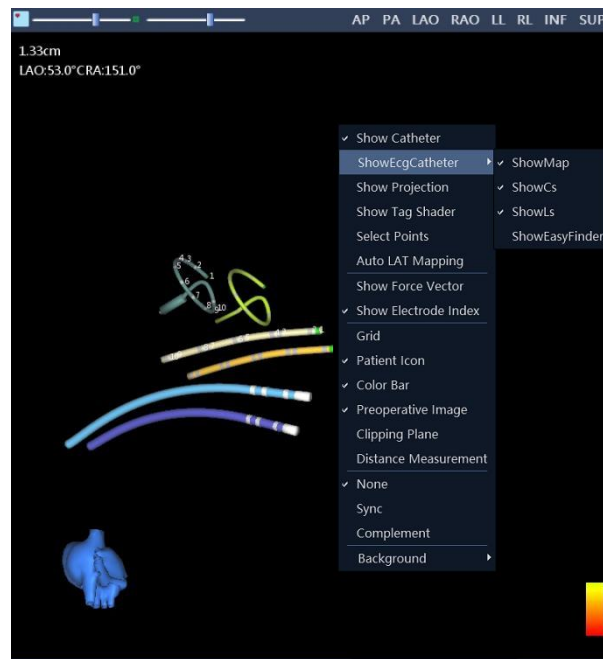 AP PA LAO RAO LL RL INF SUP
1.33cm
LAO:53.0°CRA:151.0°
Show Catheter
ShowEcgCatheter
ShowMap
Show Projection
ShowCs
Show Tag Shader
ShowLs
Select Points
ShowEasyFinder
Auto LAT Mapping
Show Force Vector
Show Electrode Index
Grid
Patient Icon
Color Bar
Preoperative Image
Clipping Plane
Distance Measurement
None
Sync
Complement
Background